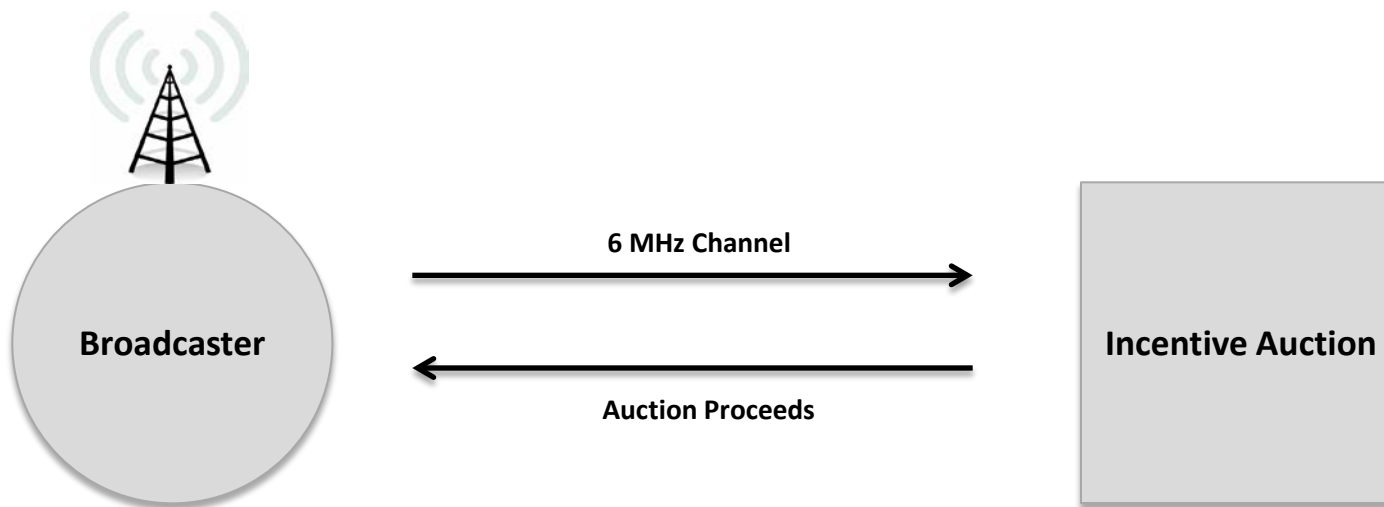 6 MHz Channel
Broadcaster
Incentive Auction
Auction Proceeds